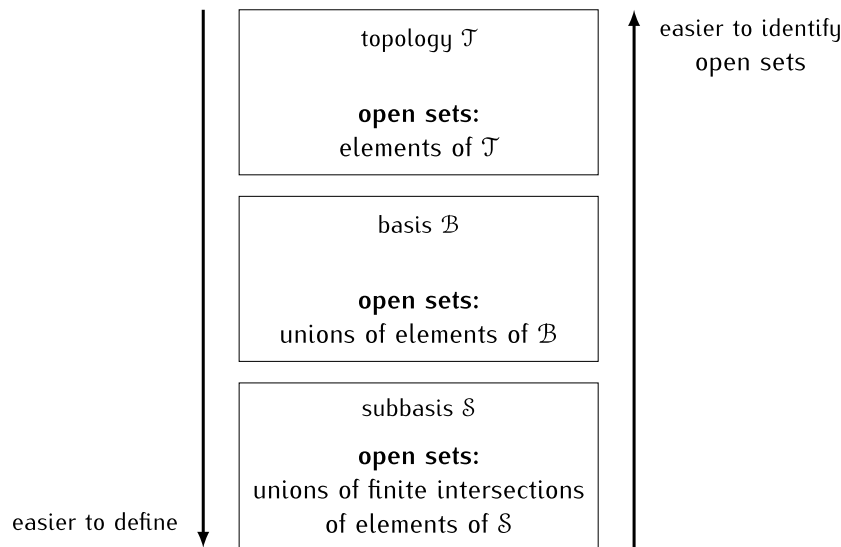 topology 𝒯
easier to identify
open sets
open sets:
elements of 𝒯
basis ℬ
open sets:
unions of elements of ℬ
subbasis 𝒮
open sets:
unions of finite intersections
of elements of 𝒮
easier to define